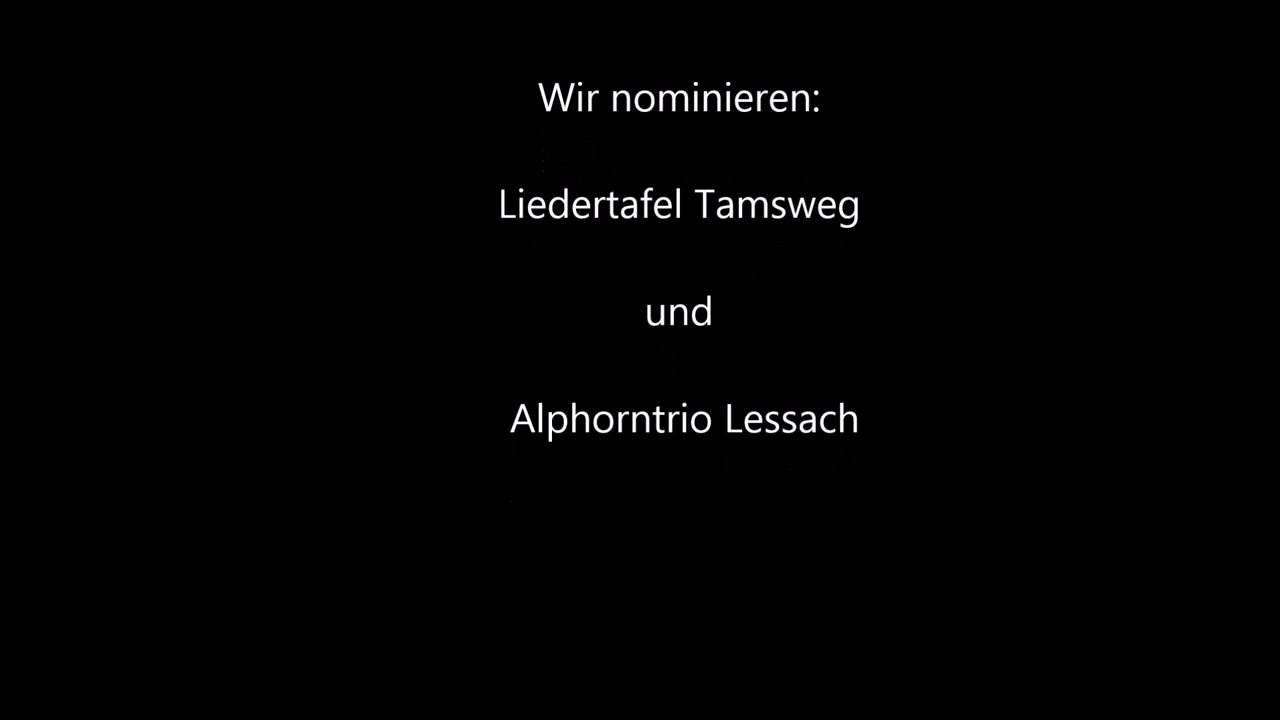 Wir nominieren:
Liedertafel Tamsweg
und
Alphorntrio Lessach